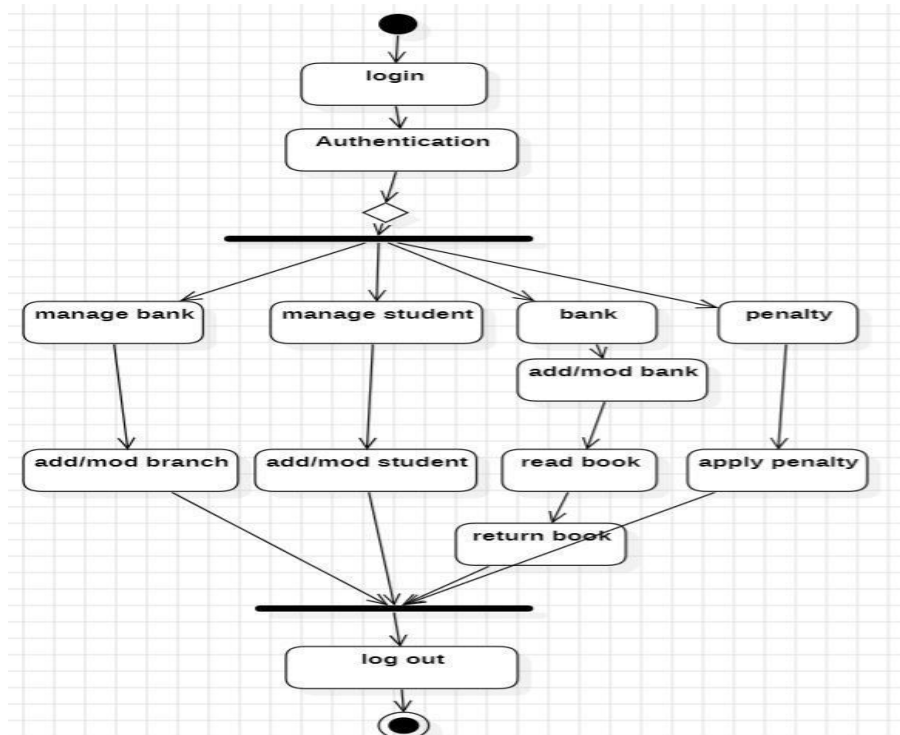 login
Authentication
manage bank
manage student
bank
penalty
add/mod bank
add/mod branch
add/mod student
read book
apply penalty
return book
log out